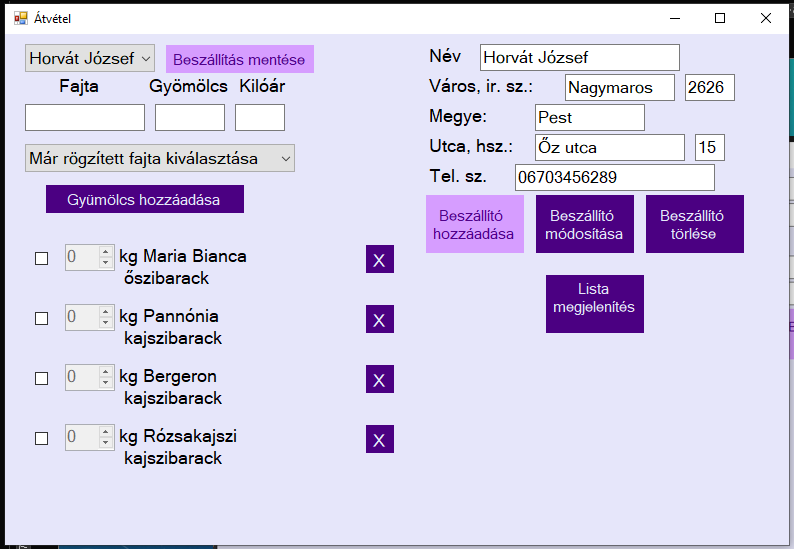 Átvétel
Horvát József
Beszállítás mentése
Fajta Gyömölcs Kilóár
Már rögzített fajta kiválasztása
Gyümölcs hozzáadása
0 kg Maria Bianca
őszibarack
X
0 kg Pannónia
kajszibarack
X
0 kg Bergeron
kajszibarack
X
0 kg Rózsakajszi
kajszibarack
X
Név Horvát József
Város, ir. sz.: Nagymaros 2626
Megye: Pest
Utca, hsz.: Őz utca 15
Tel. sz. 06703456289
Beszállító
hozzáadása
Beszállító
módosítása
Beszállító
törlése
Lista
megjelenítés